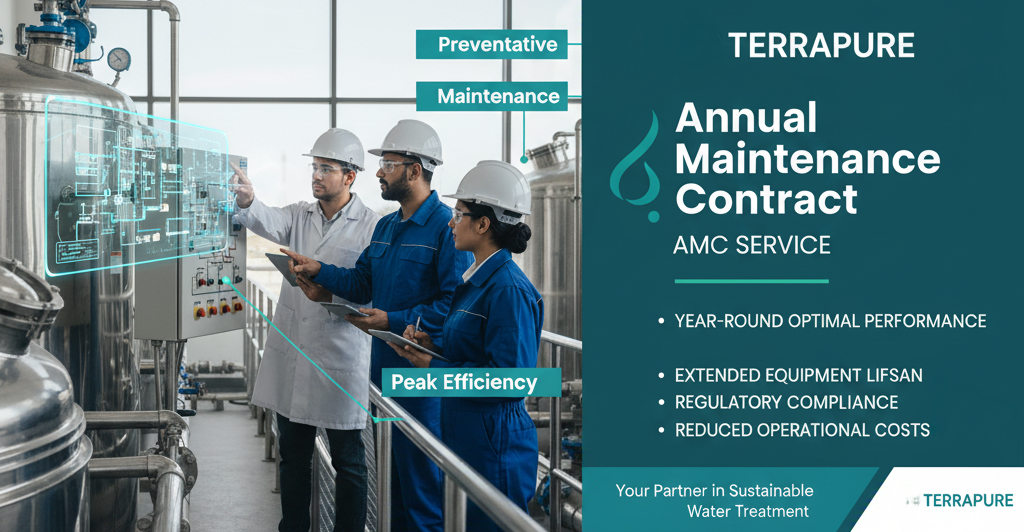 Preventative
Maintenance
Peak Efficiency
TERRAPURE
Annual
Maintenance
Contract
AMC SERVICE
• YEAR-ROUND OPTIMAL PERFORMANCE
• EXTENDED EQUIPMENT LIFSAN
• REGULATORY COMPLIANCE
• REDUCED OPERATIONAL COSTS
Your Partner in Sustainable
Water Treatment
TERRAPURE